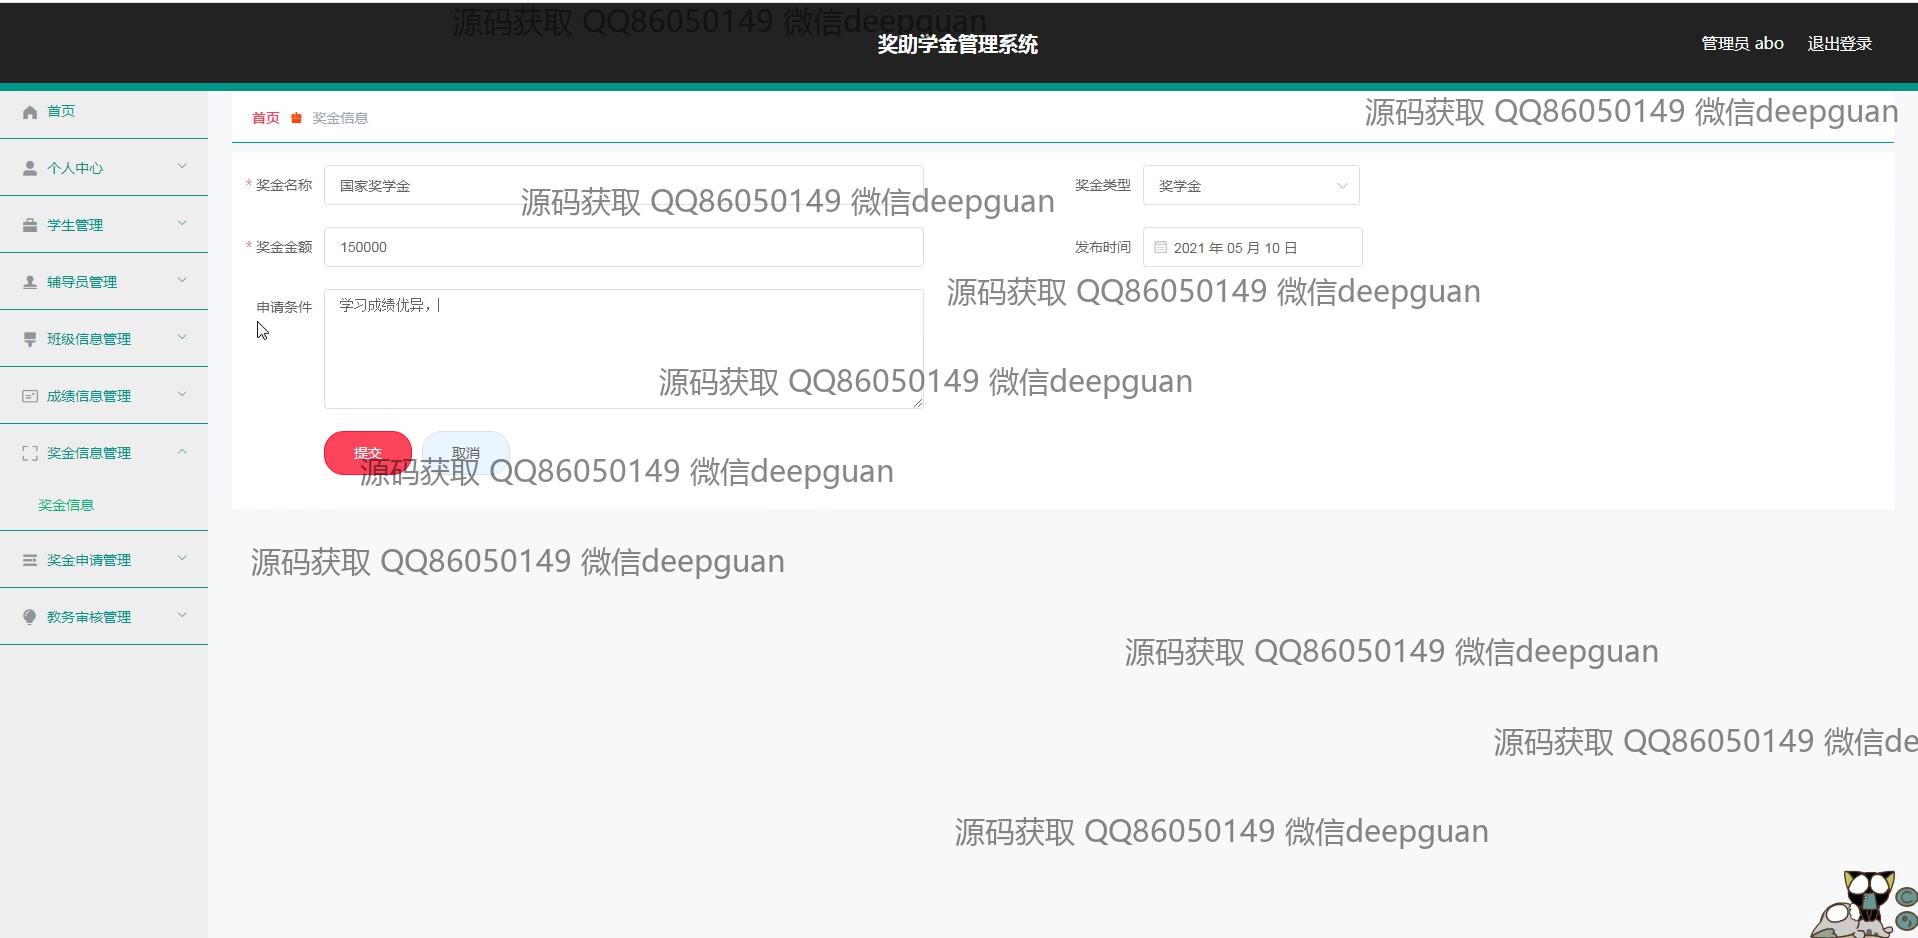 源码获取 QQ86050149 微信deepguan
奖助学金管理系统
管理员 abo 退出登录
首页
首页 奖金信息
源码获取 QQ86050149 微信deepguan
个人中心
* 奖金名称 国家奖学金
奖金类型 奖学金
源码获取 QQ86050149 微信deepguan
学生管理
* 奖金金额 150000
发布时间 2021 年 05 月 10 日
辅导员管理
源码获取 QQ86050149 微信deepguan
申请条件 学习成绩优异，
班级信息管理
源码获取 QQ86050149 微信deepguan
成绩信息管理
奖金信息管理
提交 取消
源码获取 QQ86050149 微信deepguan
奖金信息
奖金申请管理
源码获取 QQ86050149 微信deepguan
教务审核管理
源码获取 QQ86050149 微信deepguan
源码获取 QQ86050149 微信de
源码获取 QQ86050149 微信deepguan